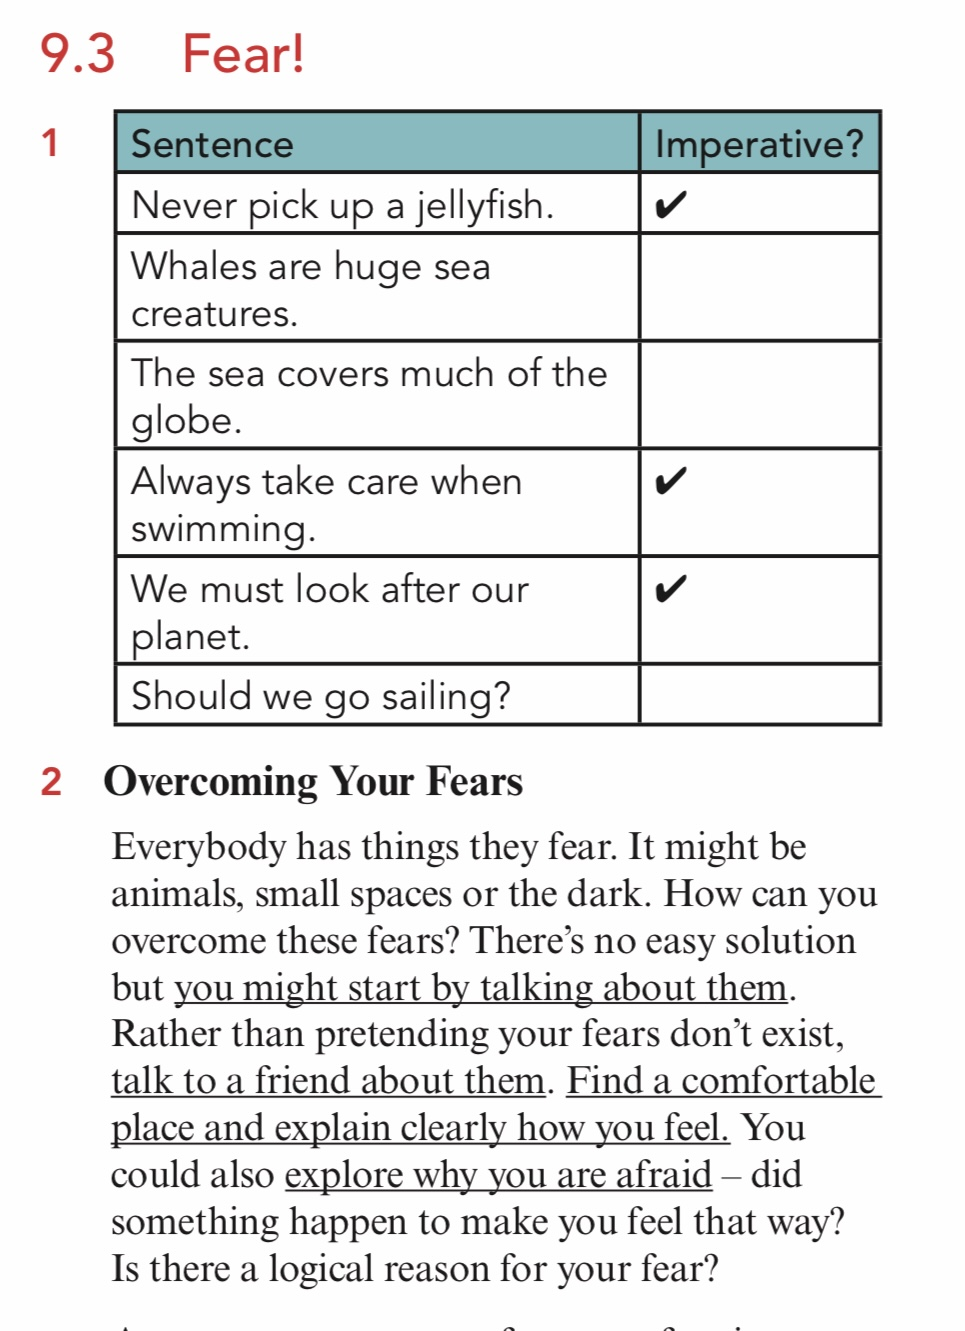 9.3 Fear!
1 Sentence Imperative?
Never pick up a jellyfish. ✔
Whales are huge sea
creatures.
The sea covers much of the
globe.
Always take care when ✔
swimming.
We must look after our ✔
planet.
Should we go sailing?
2 Overcoming Your Fears
Everybody has things they fear. It might be
animals, small spaces or the dark. How can you
overcome these fears? There’s no easy solution
but you might start by talking about them.
Rather than pretending your fears don’t exist,
talk to a friend about them. Find a comfortable
place and explain clearly how you feel. You
could also explore why you are afraid – did
something happen to make you feel that way?
Is there a logical reason for your fear?